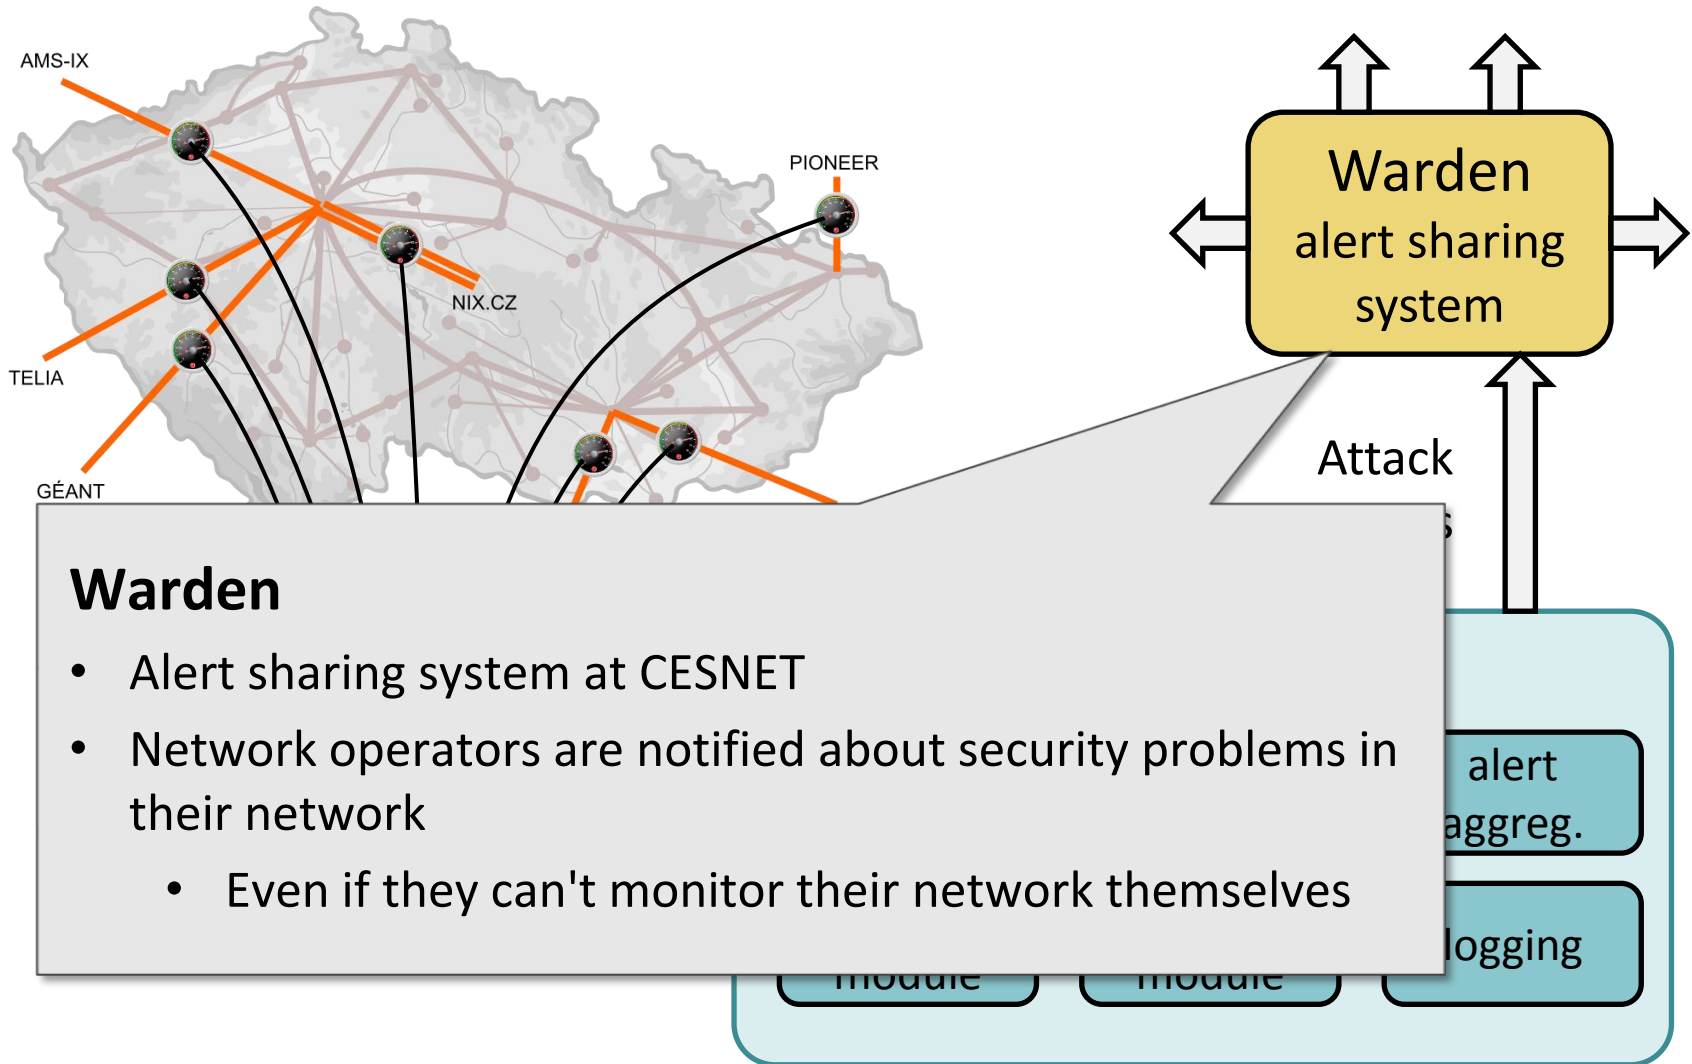 AMS-IX
PIONEER
NIX.CZ
TELIA
GÉANT
Warden
alert sharing
system
Attack
Warden
• Alert sharing system at CESNET
• Network operators are notified about security problems in
their network
• Even if they can't monitor their network themselves
alert
aggreg.
logging
module
module